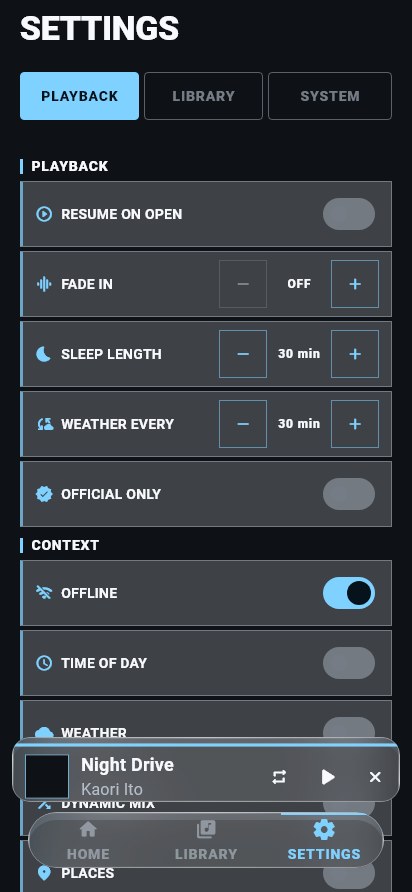 SETTINGS
PLAYBACK LIBRARY SYSTEM
PLAYBACK
RESUME ON OPEN
FADE IN − OFF +
SLEEP LENGTH − 30 min +
WEATHER EVERY − 30 min +
OFFICIAL ONLY
CONTEXT
OFFLINE
TIME OF DAY
WEATHER
Night Drive
Kaori Ito
DYNAMIC MIX
HOME LIBRARY SETTINGS
PLACES